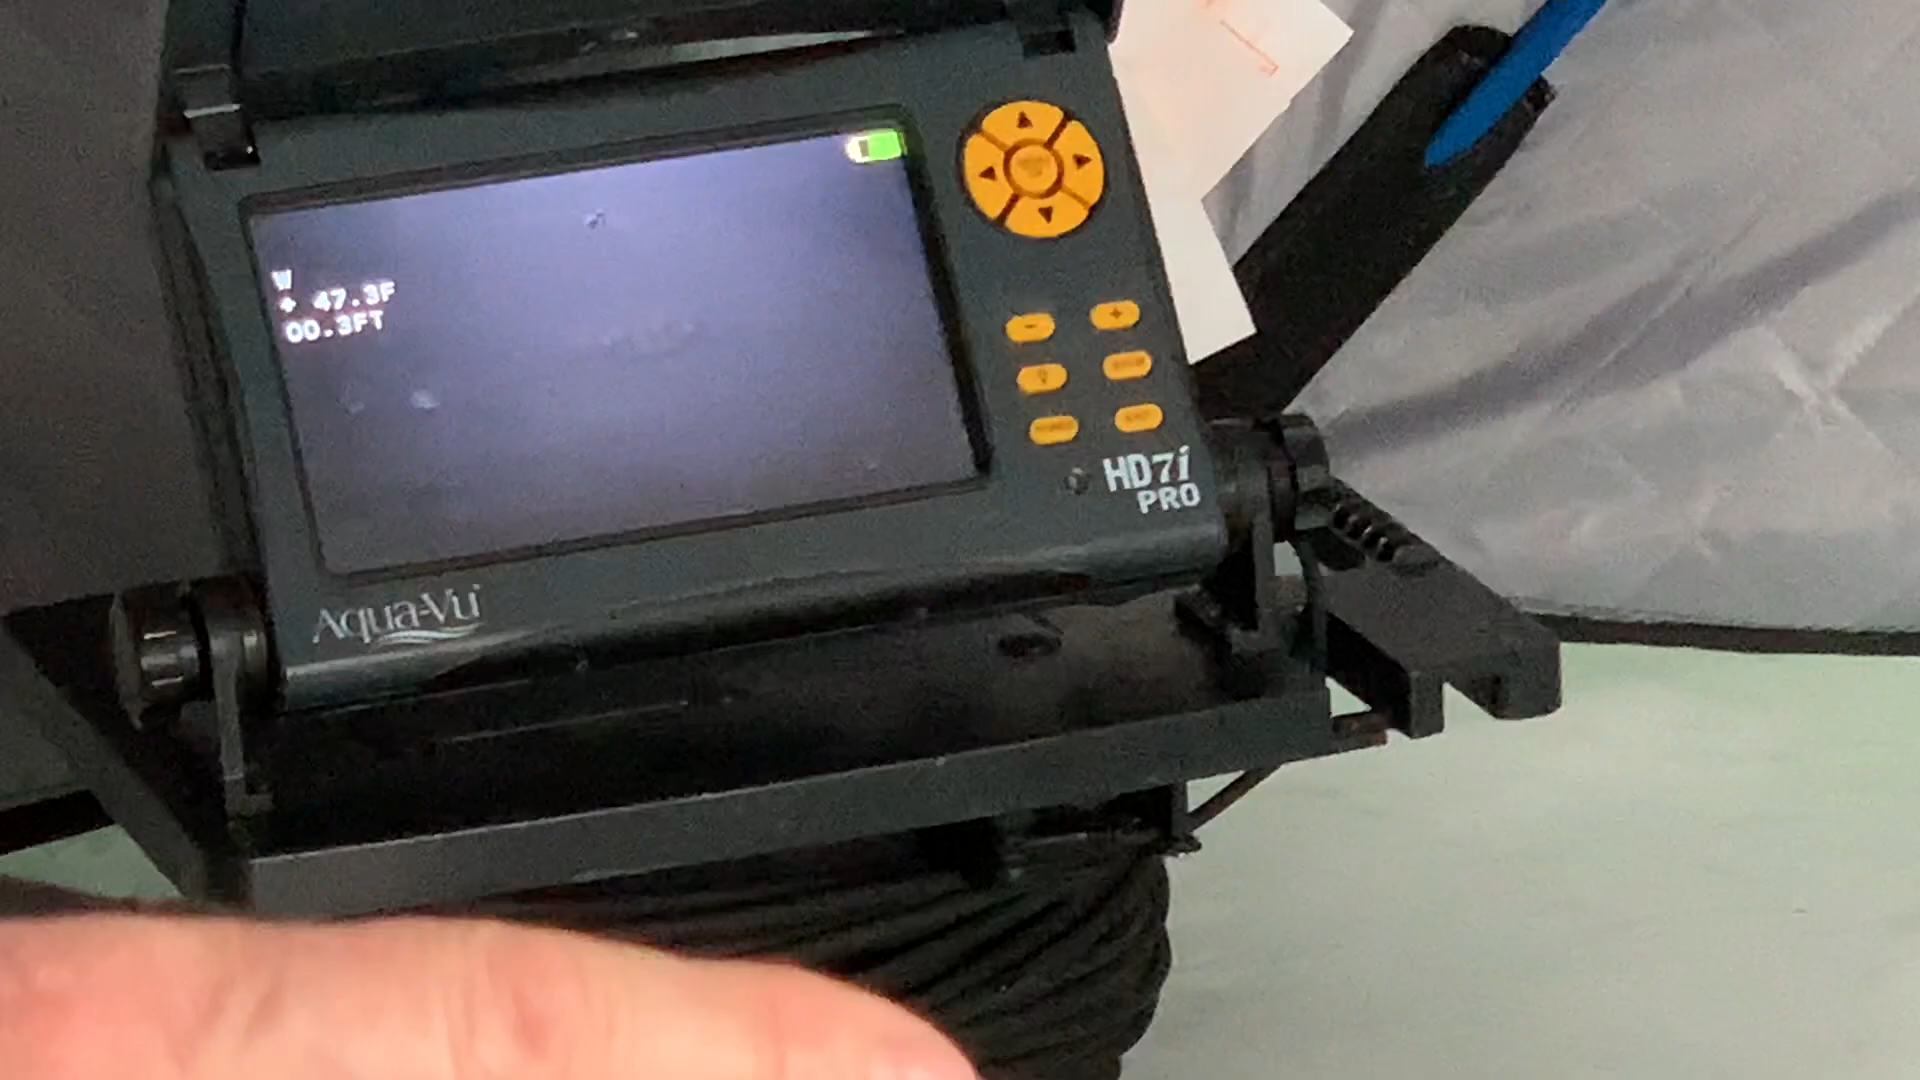 W
+ 47.3F
00.3FT
HD7i
PRO
Aqua-Vu